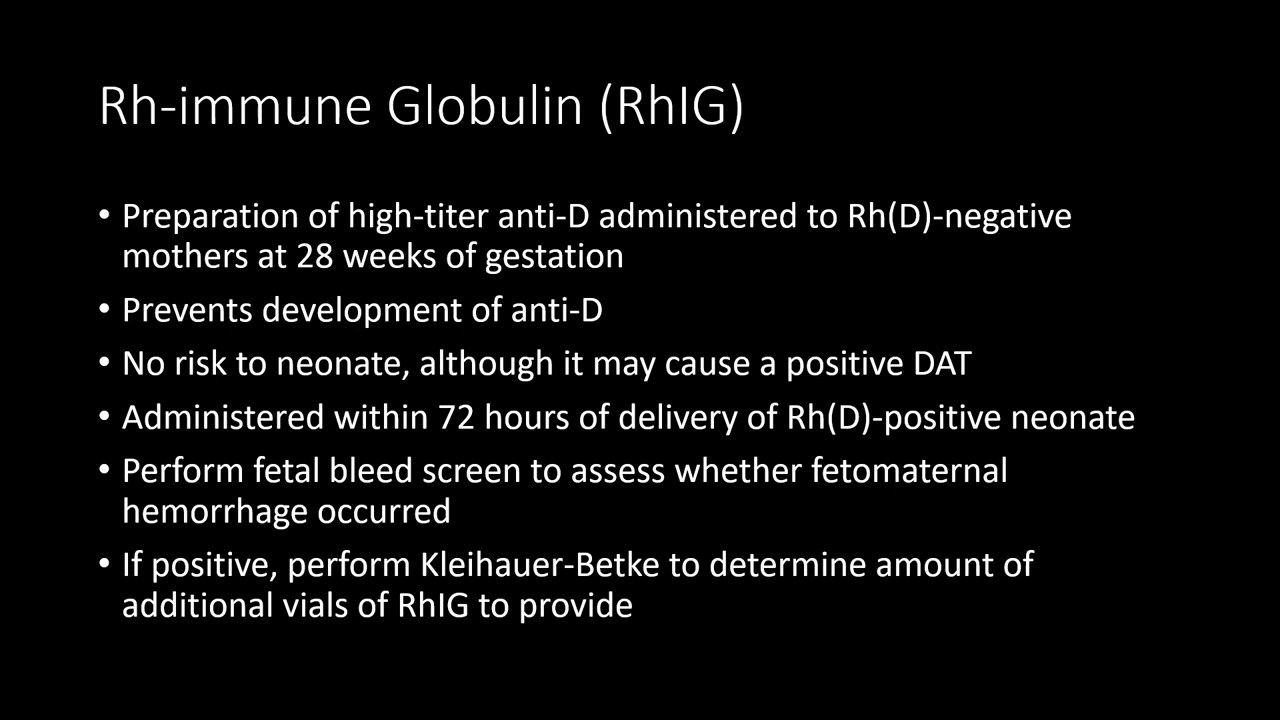 Rh-immune Globulin (RhIG)
• Preparation of high-titer anti-D administered to Rh(D)-negative
mothers at 28 weeks of gestation
• Prevents development of anti-D
• No risk to neonate, although it may cause a positive DAT
• Administered within 72 hours of delivery of Rh(D)-positive neonate
• Perform fetal bleed screen to assess whether fetomaternal
hemorrhage occurred
• If positive, perform Kleihauer-Betke to determine amount of
additional vials of RhIG to provide